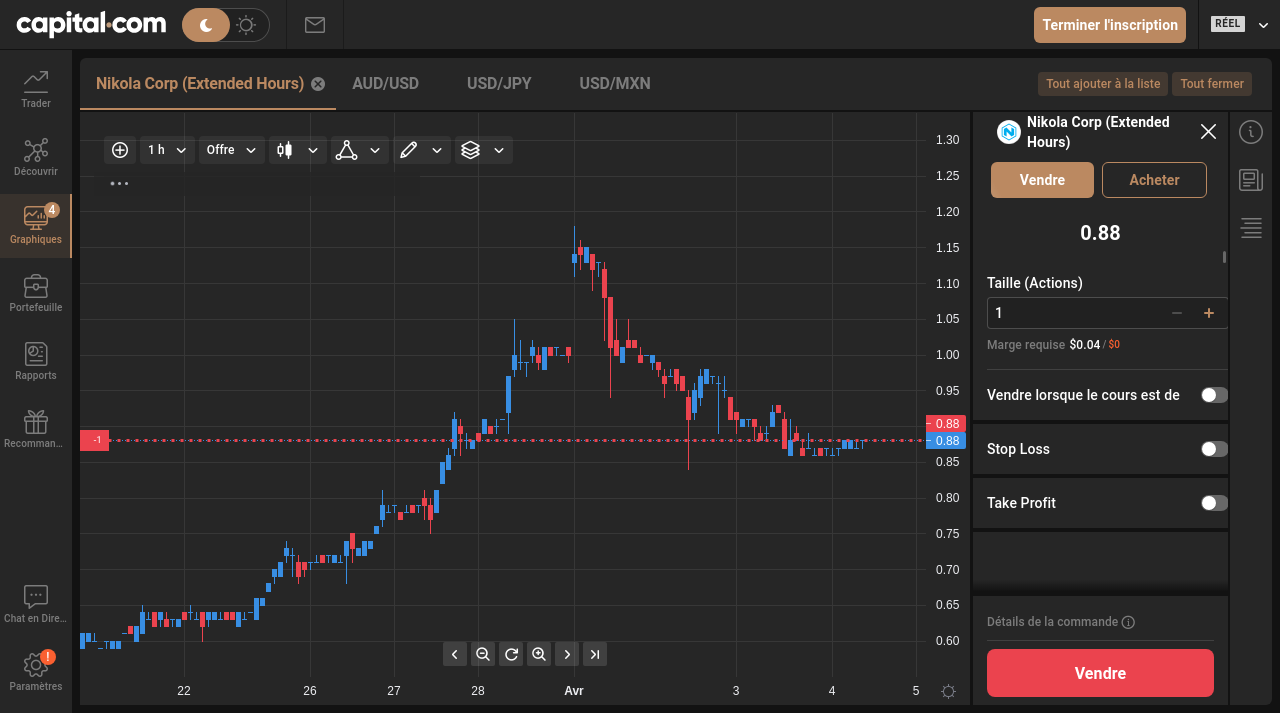 capital.com
Terminer l'inscription
RÉEL
Trader
Découvrir
4
Graphiques
Portefeuille
Rapports
Recomman...
Chat en Dire...
!
Paramètres
Nikola Corp (Extended Hours)
AUD/USD
USD/JPY
USD/MXN
Tout ajouter à la liste
Tout fermer
1 h
Offre
1.30
1.25
1.20
1.15
1.10
1.05
1.00
0.95
0.88
0.88
0.85
0.80
0.75
0.70
0.65
0.60
-1
22
26
27
28
Avr
3
4
5
Nikola Corp (Extended
Hours)
Vendre
Acheter
0.88
Taille (Actions)
1
Marge requise $0.04 / $0
Vendre lorsque le cours est de
Stop Loss
Take Profit
Détails de la commande
Vendre